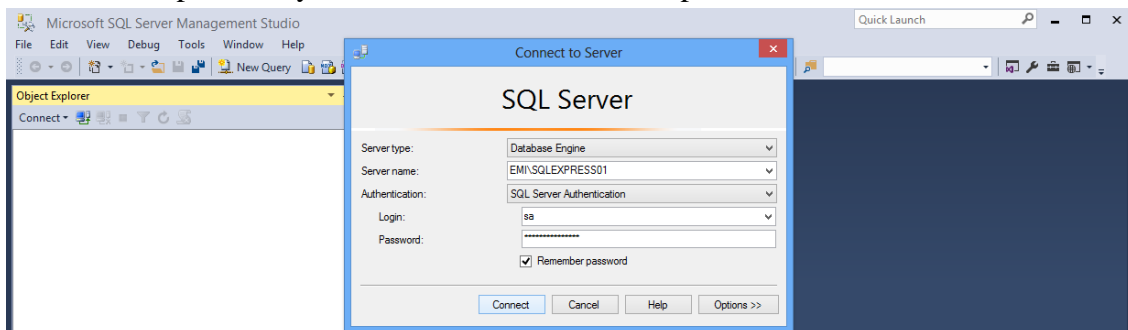 Microsoft SQL Server Management Studio
Quick Launch
File Edit View Debug Tools Window Help
New Query
Connect to Server
SQL Server
Object Explorer
Connect
Server type: Database Engine
Server name: EMI\SQLEXPRESS01
Authentication: SQL Server Authentication
Login: sa
Password: ***************
Remember password
Connect Cancel Help Options >>